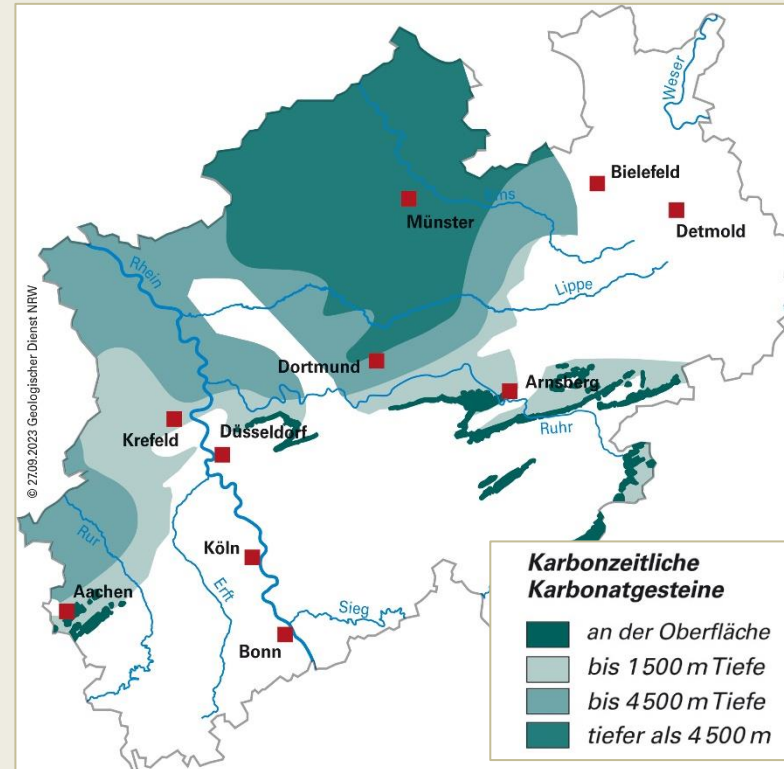 Weser
Bielefeld
Ems
Münster
Detmold
Rhein
Lippe
Dortmund
Arnsberg
Krefeld
Düsseldorf
Ruhr
Rur
Köln
Erft
Aachen
Sieg
Bonn
© 27.09.2023 Geologischer Dienst NRW
Karbonzeitliche
Karbonatgesteine
an der Oberfläche
bis 1 500 m Tiefe
bis 4 500 m Tiefe
tiefer als 4 500 m